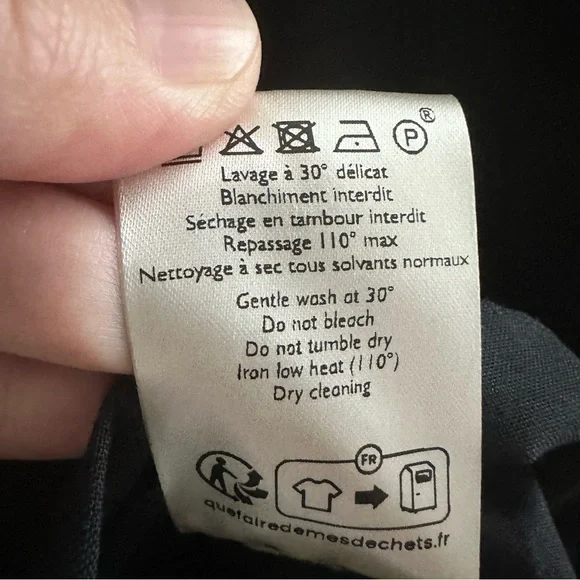 P
®
Lavage à 30° délicat
Blanchiment interdit
Séchage en tambour interdit
Repassage 110° max
Nettoyage à sec tous solvants normaux
Gentle wash at 30°
Do not bleach
Do not tumble dry
Iron low heat (110°)
Dry cleaning
FR
quefairedemesdechets.fr